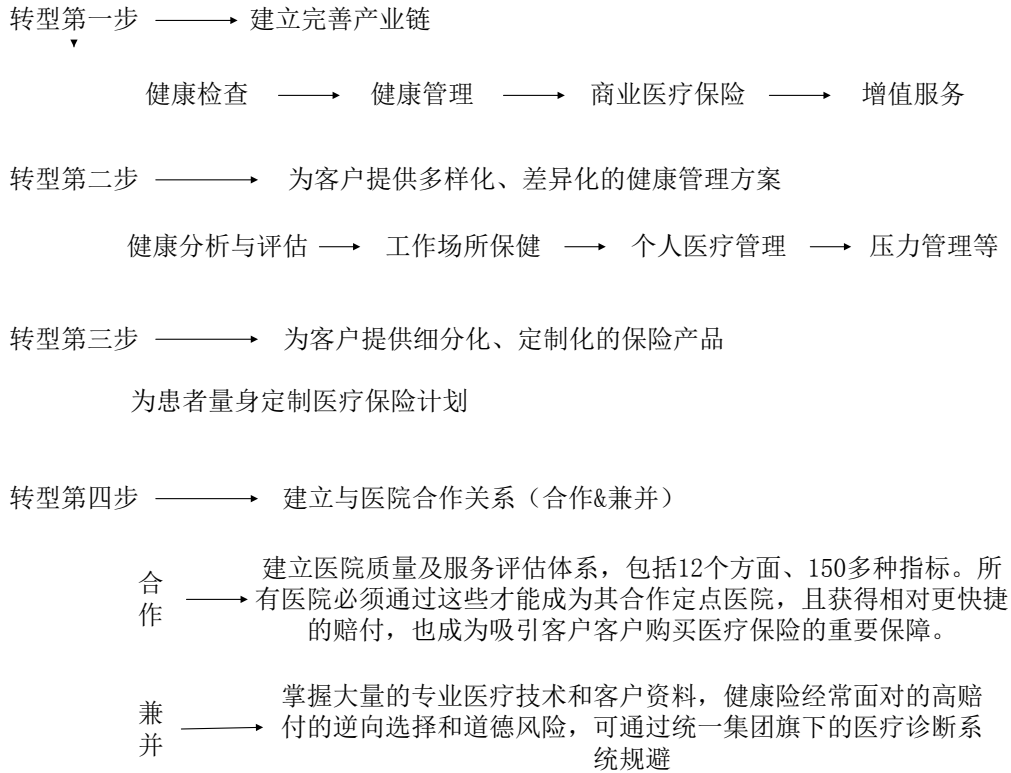 转型第一步 建立完善产业链
健康检查 健康管理 商业医疗保险 增值服务
转型第二步 为客户提供多样化、差异化的健康管理方案
健康分析与评估 工作场所保健 个人医疗管理 压力管理等
转型第三步 为客户提供细分化、定制化的保险产品
为患者量身定制医疗保险计划
转型第四步 建立与医院合作关系（合作&兼并）
合作
建立医院质量及服务评估体系，包括12个方面、150多种指标。所
有医院必须通过这些才能成为其合作定点医院，且获得相对更快捷
的赔付，也成为吸引客户客户购买医疗保险的重要保障。
兼并
掌握大量的专业医疗技术和客户资料，健康险经常面对的高赔
付的逆向选择和道德风险，可通过统一集团旗下的医疗诊断系
统规避